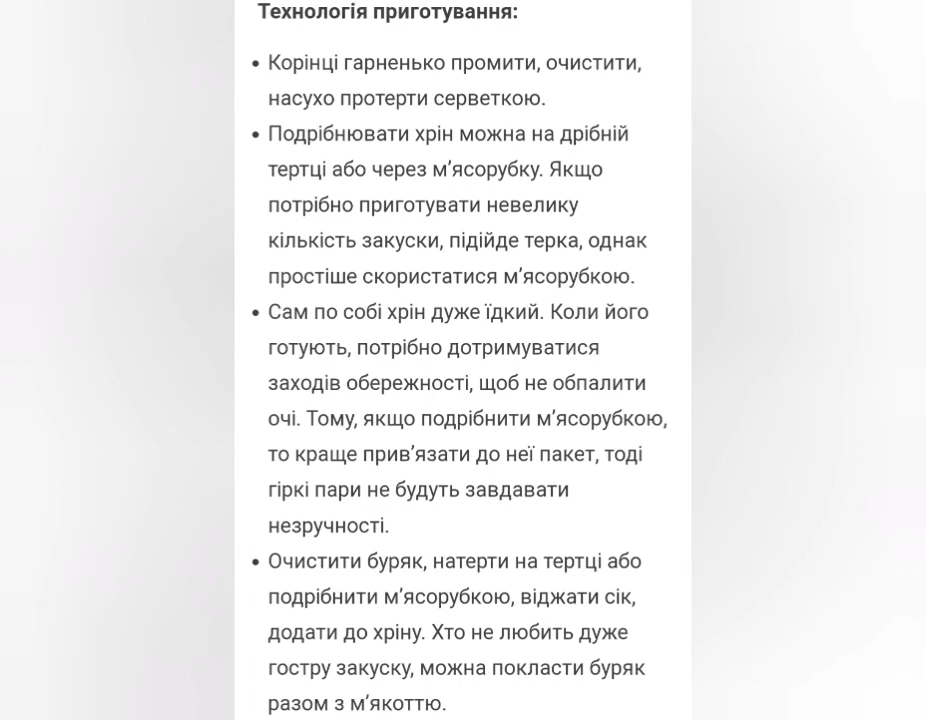 Технологія приготування:
• Корінці гарненько промити, очистити,
насухо протерти серветкою.
• Подрібнювати хрін можна на дрібній
тертці або через м’ясорубку. Якщо
потрібно приготувати невелику
кількість закуски, підійде терка, однак
простіше скористатися м’ясорубкою.
• Сам по собі хрін дуже їдкий. Коли його
готують, потрібно дотримуватися
заходів обережності, щоб не обпалити
очі. Тому, якщо подрібнити м’ясорубкою,
то краще прив’язати до неї пакет, тоді
гіркі пари не будуть завдавати
незручності.
• Очистити буряк, натерти на тертці або
подрібнити м’ясорубкою, віджати сік,
додати до хріну. Хто не любить дуже
гостру закуску, можна покласти буряк
разом з м’якоттю.